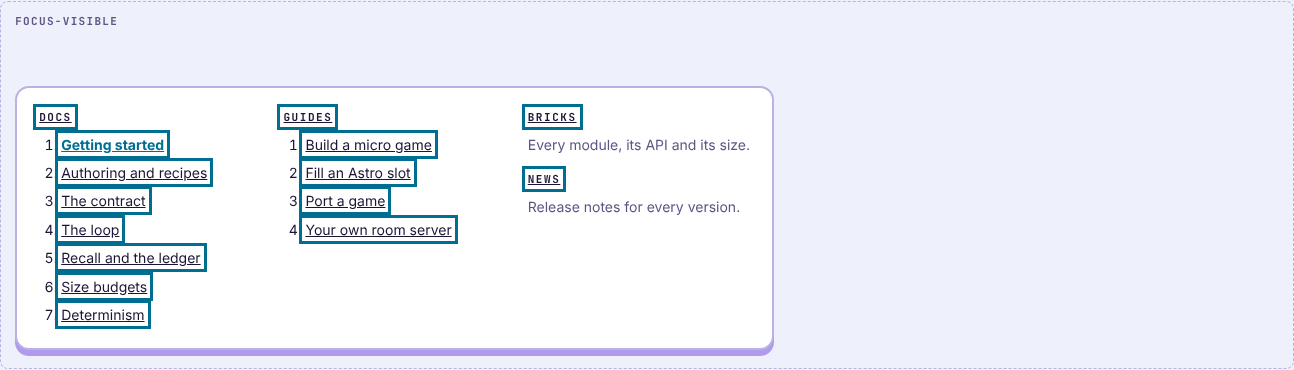 FOCUS-VISIBLE
DOCS
1 Getting started
2 Authoring and recipes
3 The contract
4 The loop
5 Recall and the ledger
6 Size budgets
7 Determinism
GUIDES
1 Build a micro game
2 Fill an Astro slot
3 Port a game
4 Your own room server
BRICKS
Every module, its API and its size.
NEWS
Release notes for every version.